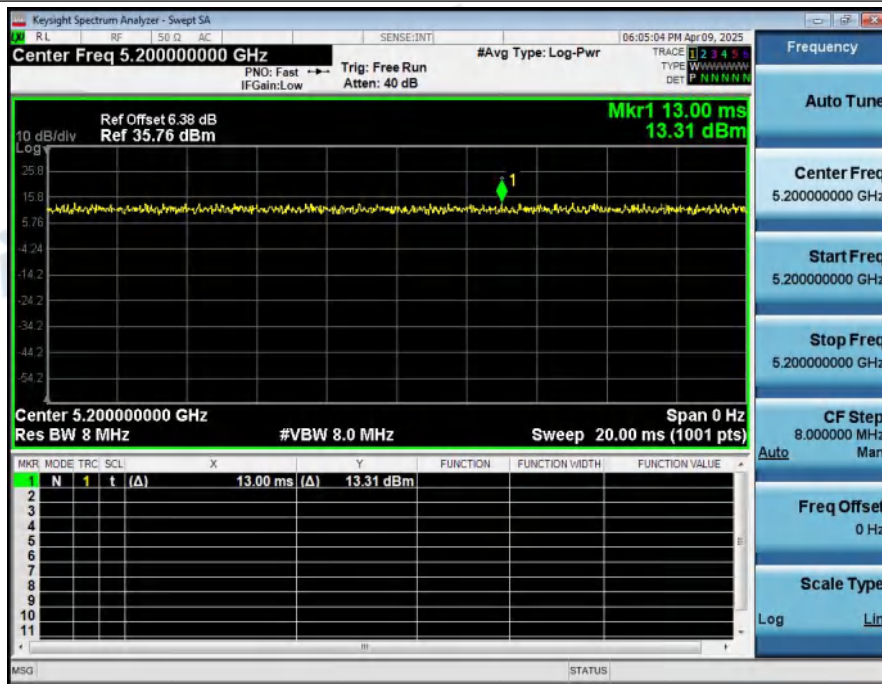 Keysight Spectrum Analyzer - Swept SA
RL RF 50 Ω AC SENSE:INT 06:05:04 PM Apr 09, 2025
Center Freq 5.200000000 GHz #Avg Type: Log-Pwr TRACE 1 2 3 4 5 6
PNO: Fast Trig: Free Run TYPE WWWWWW
IFGain:Low Atten: 40 dB DET P N N N N N
Ref Offset 6.38 dB Mkr1 13.00 ms
10 dB/div Ref 35.76 dBm 13.31 dBm
Log
25.8
15.8
5.76
-4.24
-14.2
-24.2
-34.2
-44.2
-54.2
1
Center 5.200000000 GHz Span 0 Hz
Res BW 8 MHz #VBW 8.0 MHz Sweep 20.00 ms (1001 pts)
MKR MODE TRC SCL X Y FUNCTION FUNCTION WIDTH FUNCTION VALUE
1 N 1 t (Δ) 13.00 ms (Δ) 13.31 dBm
2
3
4
5
6
7
8
9
10
11
MSG STATUS
Frequency
Auto Tune
Center Freq
5.200000000 GHz
Start Freq
5.200000000 GHz
Stop Freq
5.200000000 GHz
CF Step
8.000000 MHz
Auto Man
Freq Offset
0 Hz
Scale Type
Log Lin